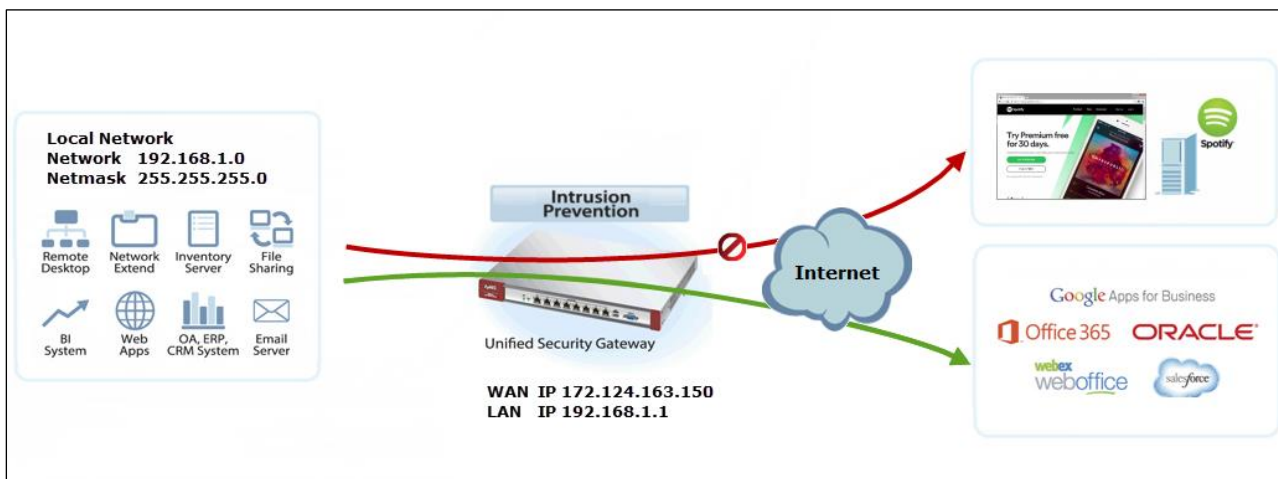 Local Network
Network 192.168.1.0
Netmask 255.255.255.0
Remote Desktop
Network Extend
Inventory Server
File Sharing
BI System
Web Apps
OA, ERP, CRM System
Email Server
Intrusion
Prevention
ZyXEL
Unified Security Gateway
WAN IP 172.124.163.150
LAN IP 192.168.1.1
Internet
Spotify
Try Premium free
for 30 days.
Spotify
Google Apps for Business
Office 365
ORACLE
webex
weboffice
salesforce